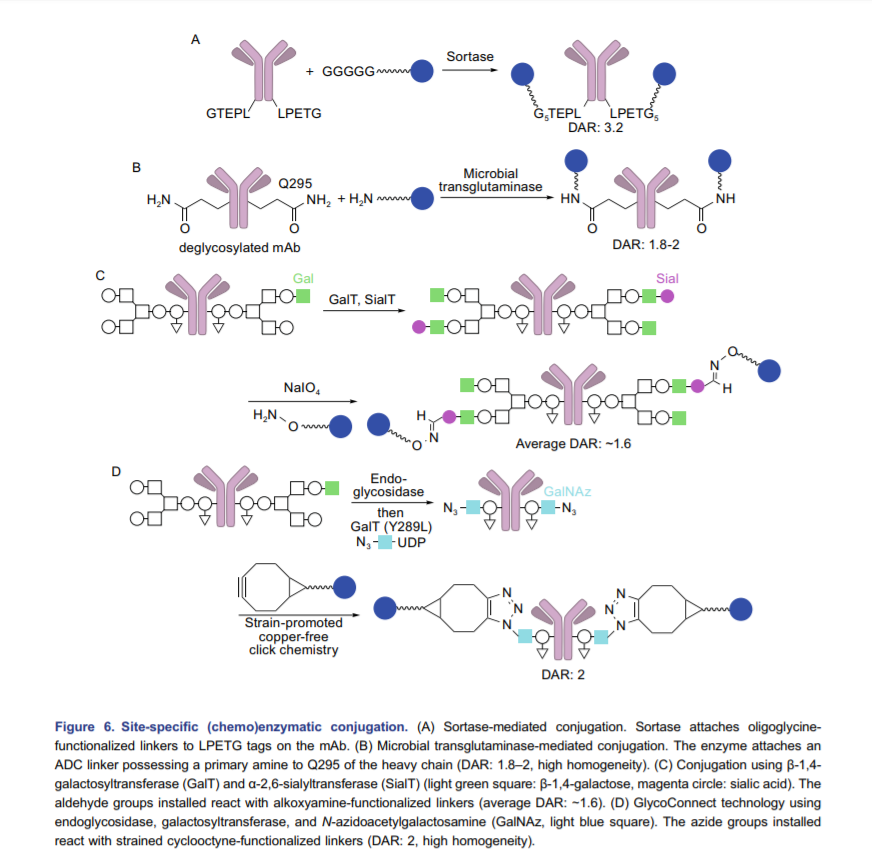 A
Sortase
+ GGGGG
GTEPL LPETG
G₅TEPL LPETG₅
DAR: 3.2
B
Q295
H₂N NH₂ + H₂N
O O
deglycosylated mAb
Microbial
transglutaminase
HN NH
O O
DAR: 1.8-2
C
Gal
GalT, SialT
Sial
NaIO₄
H₂N
O
O
N
H
N
O
H
Average DAR: ~1.6
D
Endo-
glycosidase
then
GalT (Y289L)
N₃- -UDP
GalNAz
N₃ N₃
Strain-promoted
copper-free
click chemistry
N
N
N
N
N
N
DAR: 2
Figure 6. Site-specific (chemo)enzymatic conjugation. (A) Sortase-mediated conjugation. Sortase attaches oligoglycine-
functionalized linkers to LPETG tags on the mAb. (B) Microbial transglutaminase-mediated conjugation. The enzyme attaches an
ADC linker possessing a primary amine to Q295 of the heavy chain (DAR: 1.8–2, high homogeneity). (C) Conjugation using β-1,4-
galactosyltransferase (GalT) and α-2,6-sialyltransferase (SialT) (light green square: β-1,4-galactose, magenta circle: sialic acid). The
aldehyde groups installed react with alkoxyamine-functionalized linkers (average DAR: ~1.6). (D) GlycoConnect technology using
endoglycosidase, galactosyltransferase, and N-azidoacetylgalactosamine (GalNAz, light blue square). The azide groups installed
react with strained cyclooctyne-functionalized linkers (DAR: 2, high homogeneity).